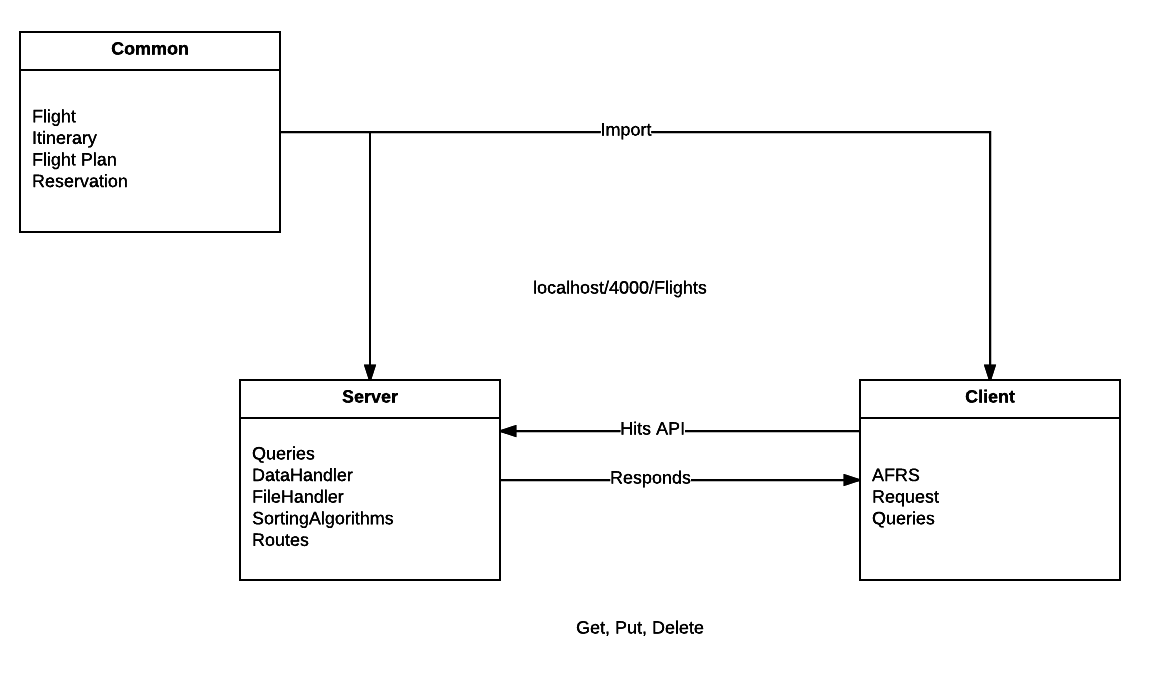 Common
Flight
Itinerary
Flight Plan
Reservation
Import
localhost/4000/Flights
Server
Queries
DataHandler
FileHandler
SortingAlgorithms
Routes
Hits API
Responds
Client
AFRS
Request
Queries
Get, Put, Delete